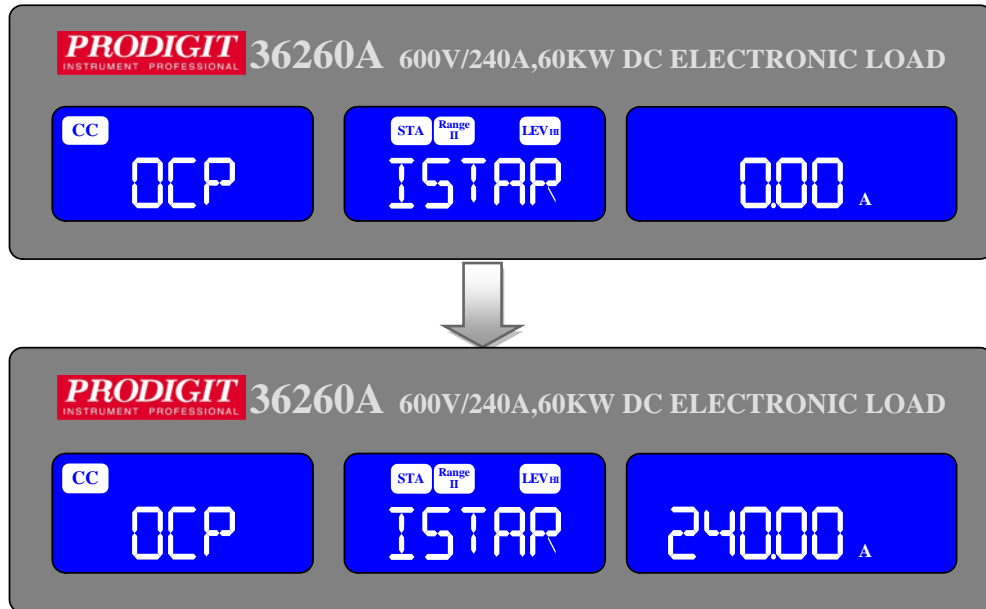 PRODIGIT 36260A 600V/240A,60KW DC ELECTRONIC LOAD
INSTRUMENT PROFESSIONAL
CC STA Range II LEV HI
OCP ISTAR 0.00 A
PRODIGIT 36260A 600V/240A,60KW DC ELECTRONIC LOAD
INSTRUMENT PROFESSIONAL
CC STA Range II LEV HI
OCP ISTAR 240.00 A